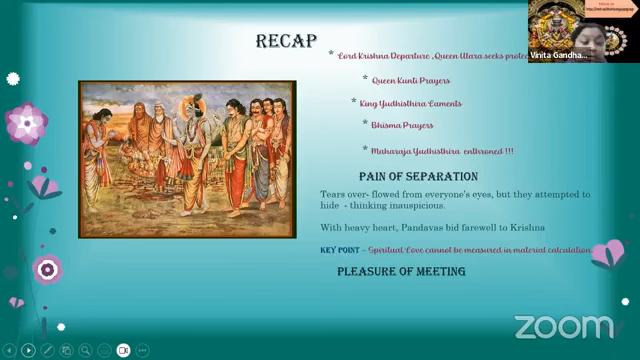 RECAP
* Lord Krishna Departure , Queen Utara seeks
* Queen Kunti Prayers
* King Yudhisthira Laments
* Bhisma Prayers
* Maharaja Yudhisthira enthroned !!!
PAIN OF SEPARATION
Tears over- flowed from everyone's eyes, but they attempted to
hide - thinking inauspicious.
With heavy heart, Pandavas bid farewell to Krishna
KEY POINT – Spiritual Love cannot be measured in material calculation.
PLEASURE OF MEETING
Vinita Gandha...
zoom